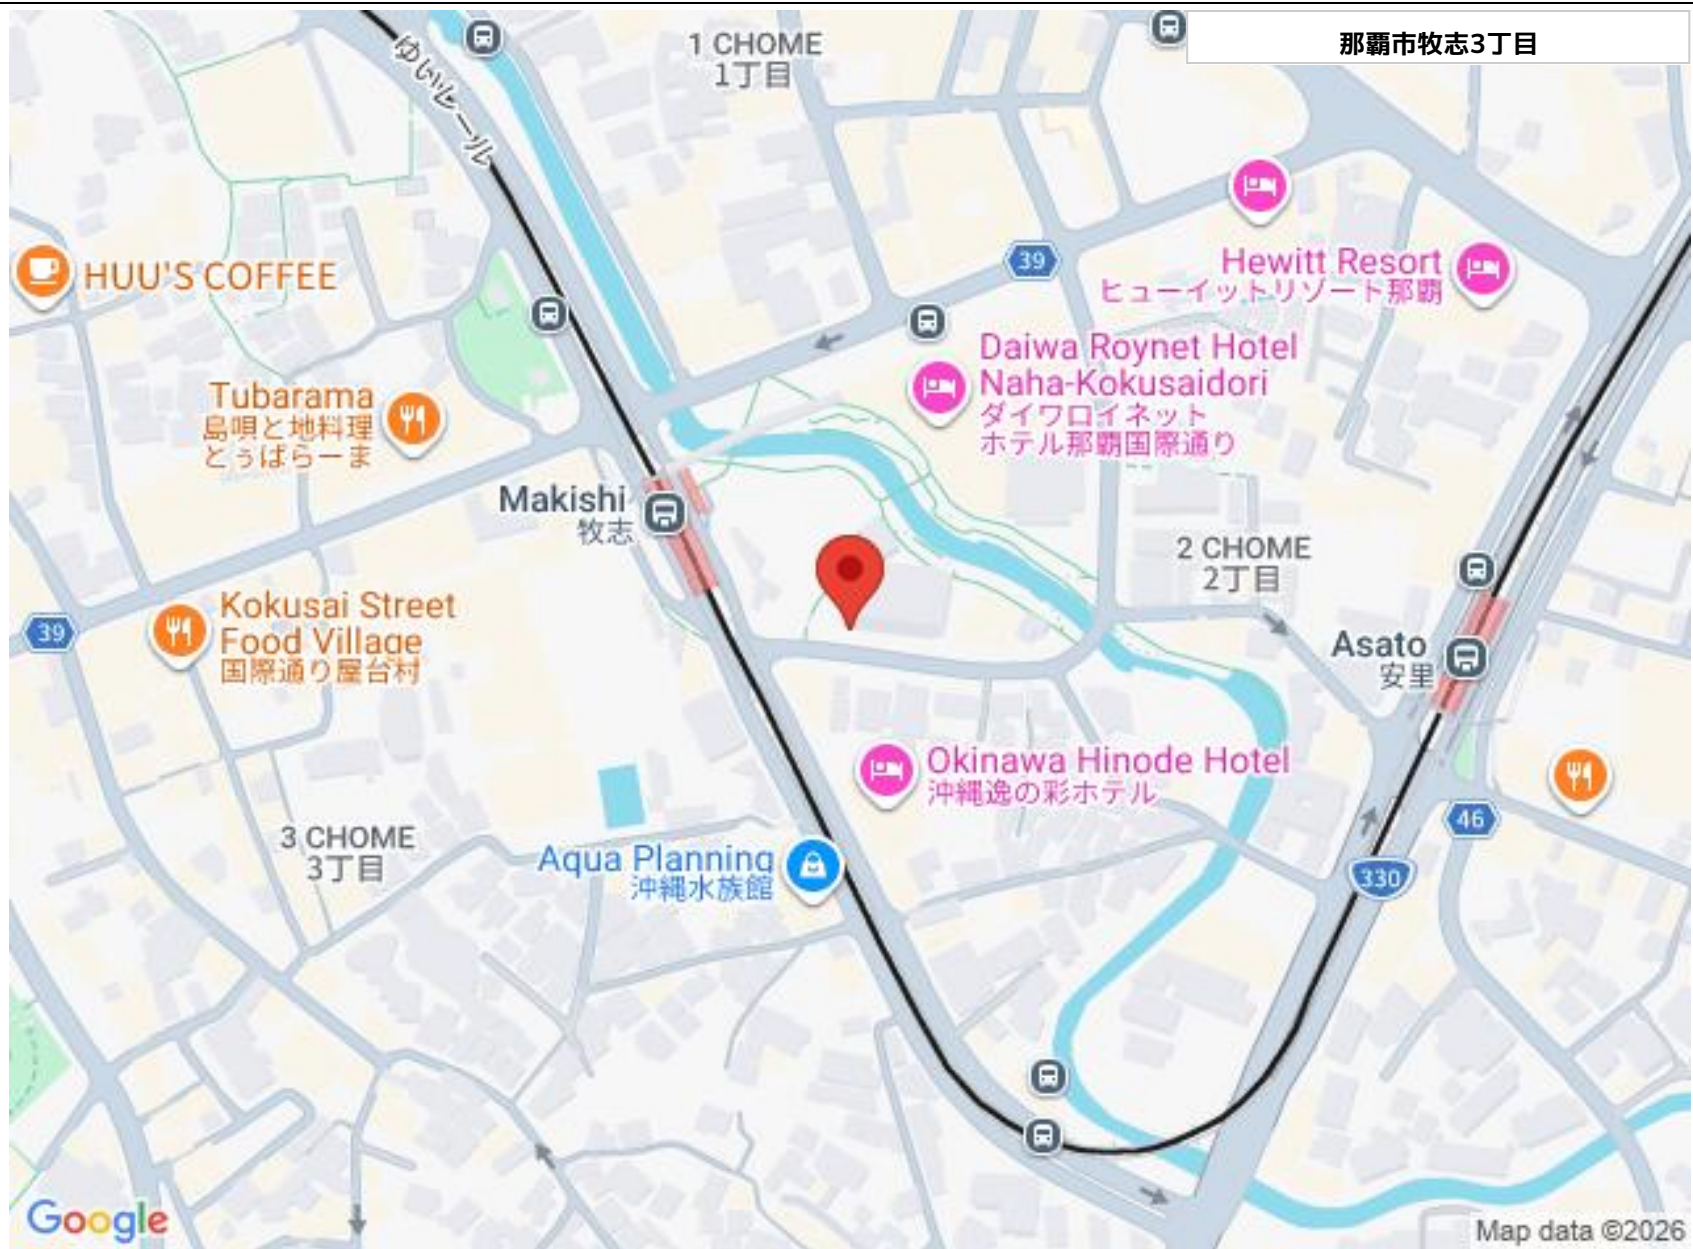 那覇市牧志3丁目
ゆいレール
1 CHOME
1丁目
39
HUU'S COFFEE
Hewitt Resort
ヒューイットリゾート那覇
Daiwa Roynet Hotel
Naha-Kokusaidori
ダイワロイネット
ホテル那覇国際通り
Tubarama
島唄と地料理
とぅばらーま
Makishi
牧志
2 CHOME
2丁目
39
Kokusai Street
Food Village
国際通り屋台村
Asato
安里
Okinawa Hinode Hotel
沖縄逸の彩ホテル
46
3 CHOME
3丁目
Aqua Planning
沖縄水族館
330
Google
Map data ©2026